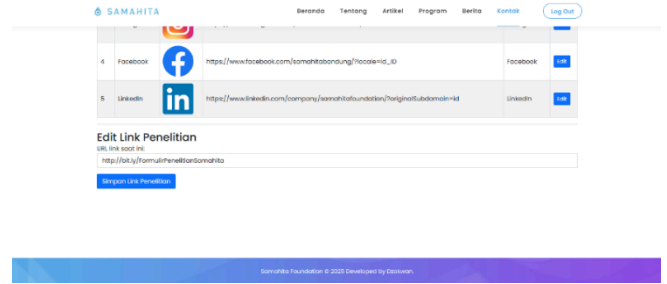 SAMAHITA
Beranda Tentang Artikel Program Berita Kontak Log Out
4 Facebook https://www.facebook.com/samahitabandung/?locale=id_ID Facebook Edit
5 LinkedIn in https://www.linkedin.com/company/samahitafoundation/?originalSubdomain=id LinkedIn Edit
Edit Link Penelitian
URL link saat ini:
http://bit.ly/FormulirPenelitianSamahita
Simpan Link Penelitian
Samahita Foundation © 2020 Developed by